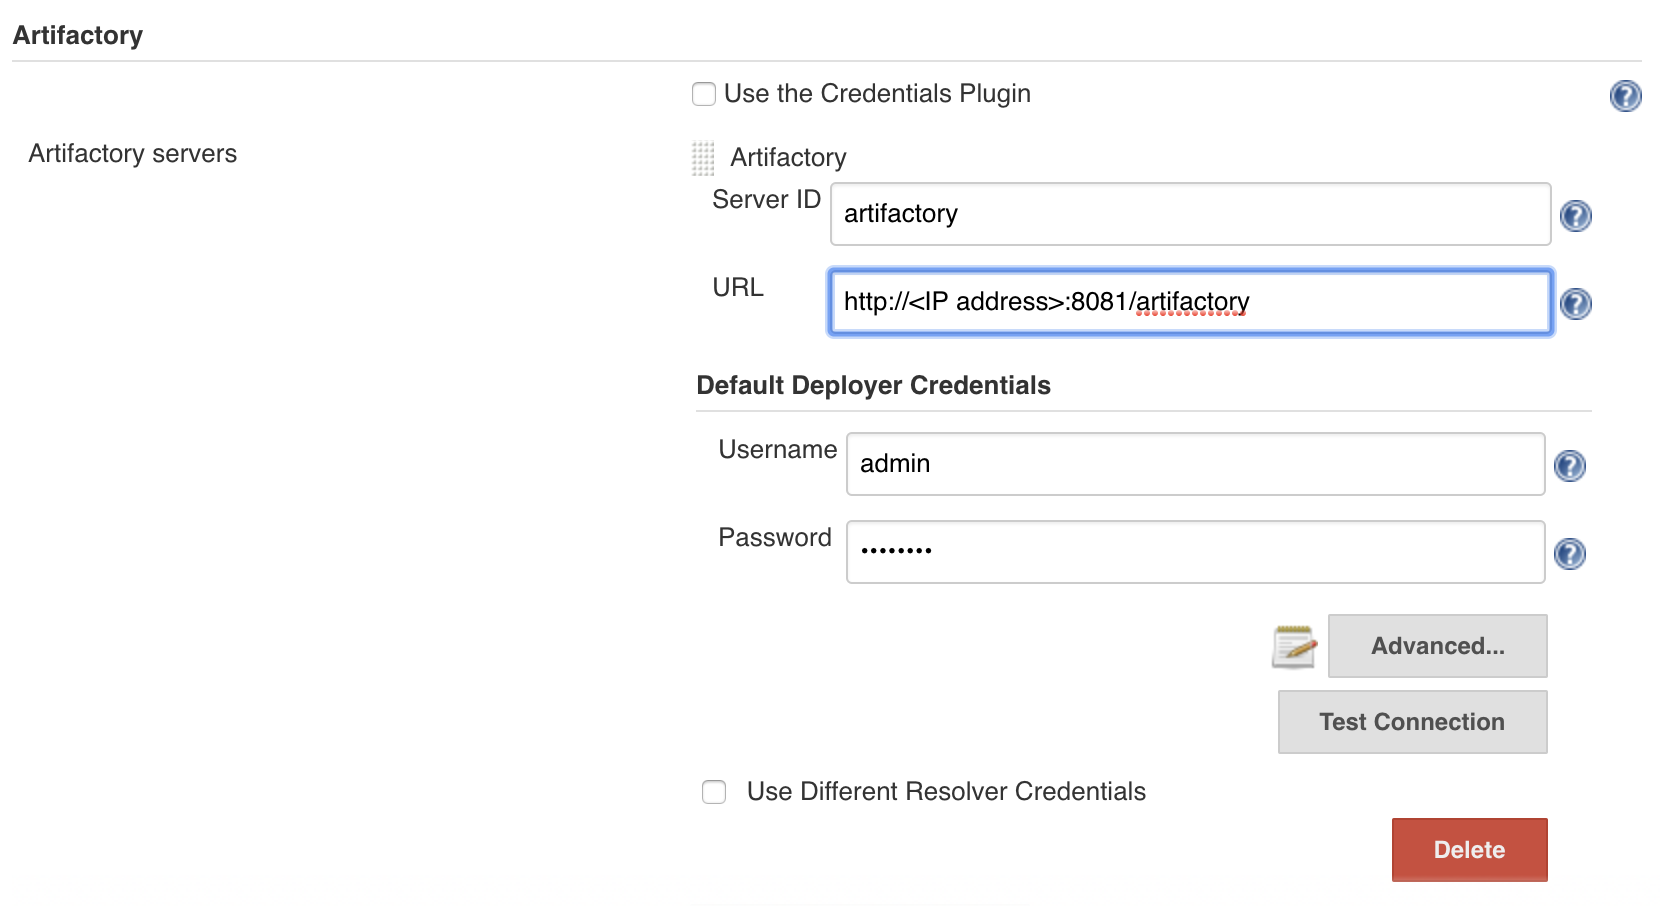 Artifactory
Use the Credentials Plugin
Artifactory servers
Artifactory
Server ID
artifactory
URL
http://<IP address>:8081/artifactory
Default Deployer Credentials
Username
admin
Password
••••••••
Advanced...
Test Connection
Use Different Resolver Credentials
Delete